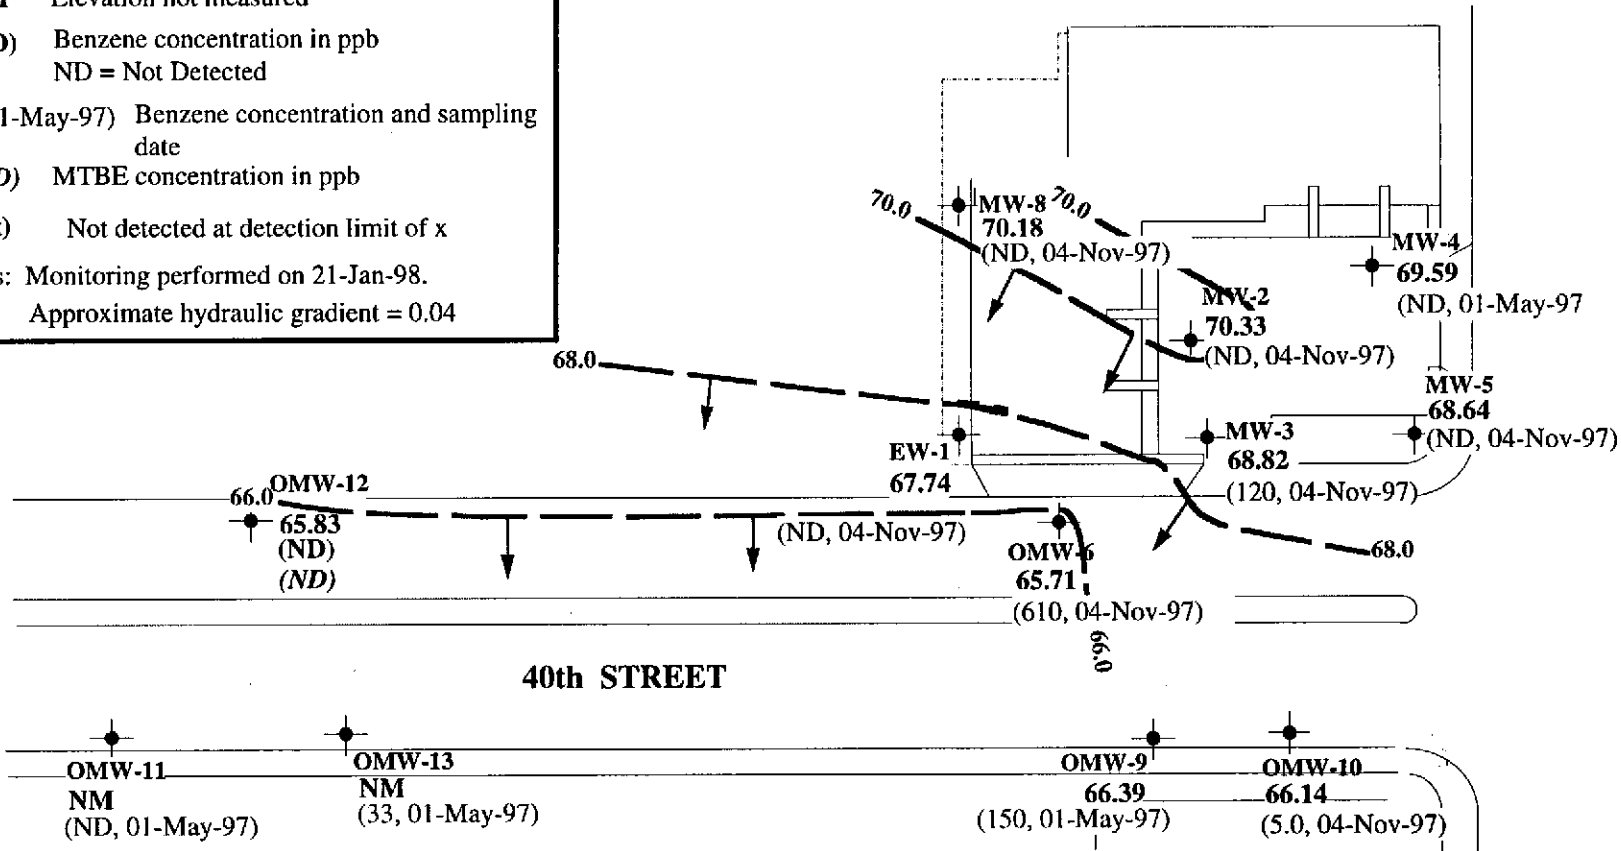 Elevation not measured
Benzene concentration in ppb
ND = Not Detected
1-May-97) Benzene concentration and sampling
date
MTBE concentration in ppb
Not detected at detection limit of x
s: Monitoring performed on 21-Jan-98.
Approximate hydraulic gradient = 0.04
70.0
MW-8
70.18
(ND, 04-Nov-97)
70.0
MW-4
69.59
(ND, 01-May-97
MW-2
70.33
(ND, 04-Nov-97)
68.0
MW-5
68.64
(ND, 04-Nov-97)
EW-1
67.74
(ND, 04-Nov-97)
MW-3
68.82
(120, 04-Nov-97)
66.0
OMW-12
65.83
(ND)
(ND)
OMW-6
65.71
(610, 04-Nov-97)
68.0
66.0
40th STREET
OMW-11
NM
(ND, 01-May-97)
OMW-13
NM
(33, 01-May-97)
OMW-9
66.39
(150, 01-May-97)
OMW-10
66.14
(5.0, 04-Nov-97)